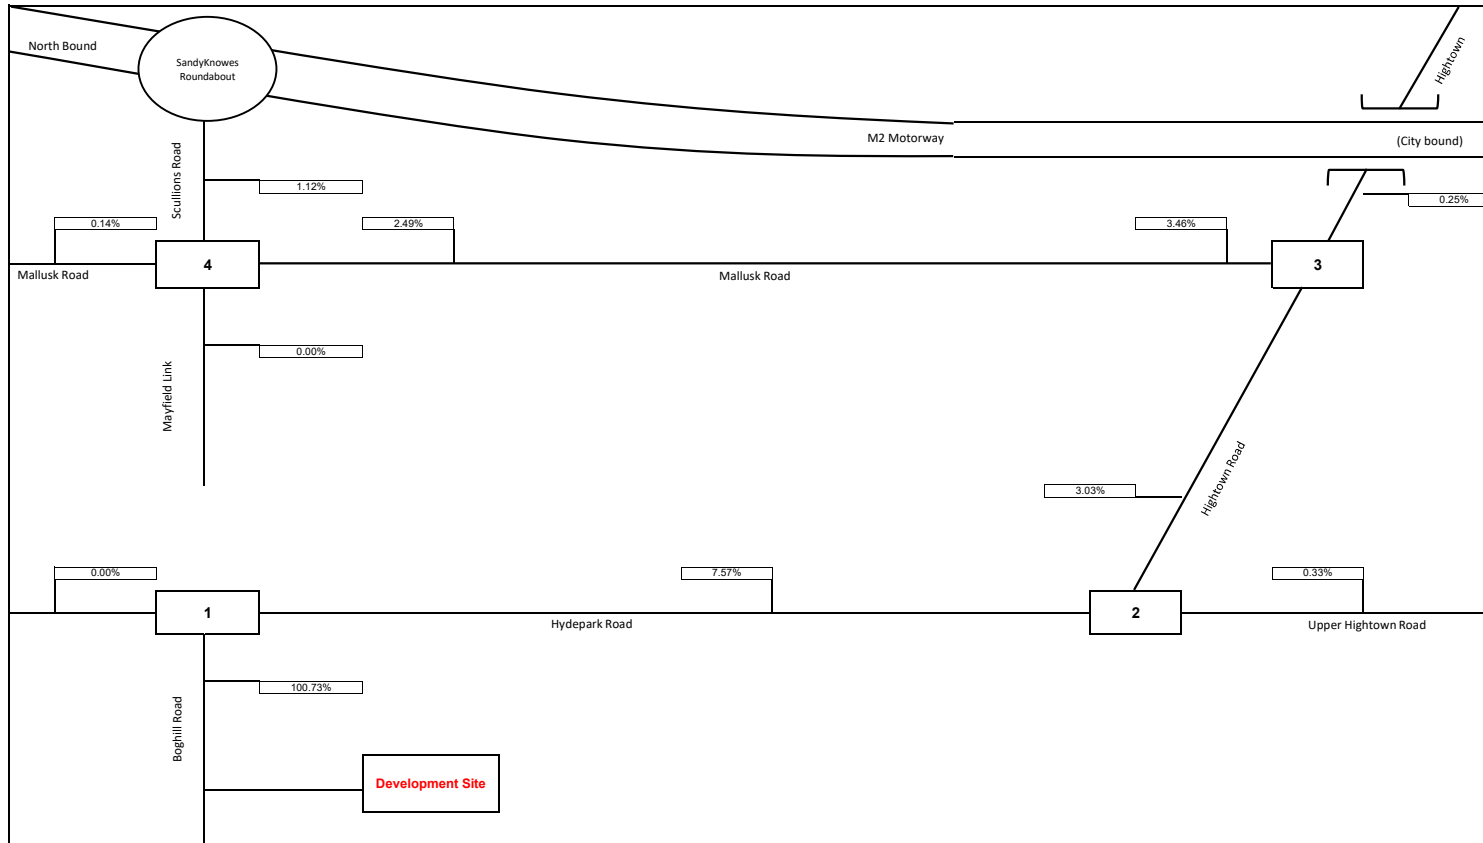 North Bound
SandyKnowes
Roundabout
Hightown
M2 Motorway
(City bound)
Scullions Road
1.12%
0.25%
0.14%
2.49%
3.46%
4
3
Mallusk Road
Mallusk Road
0.00%
Mayfield Link
Hightown Road
3.03%
0.00%
7.57%
0.33%
1
2
Hydepark Road
Upper Hightown Road
100.73%
Boghill Road
Development Site